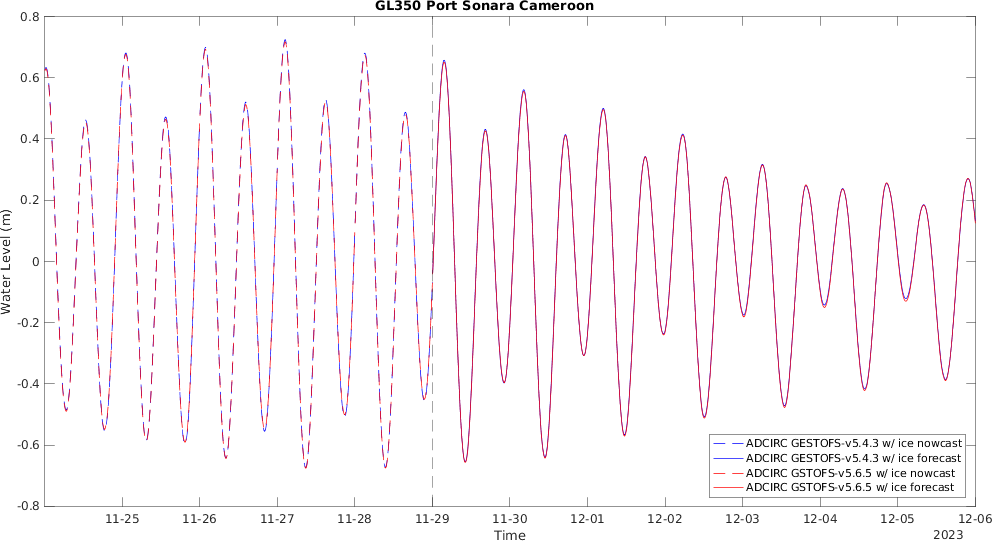 GL350 Port Sonara Cameroon
0.8
0.6
0.4
0.2
0
-0.2
-0.4
-0.6
-0.8
Water Level (m)
ADCIRC GESTOFS-v5.4.3 w/ ice nowcast
ADCIRC GESTOFS-v5.4.3 w/ ice forecast
ADCIRC GSTOFS-v5.6.5 w/ ice nowcast
ADCIRC GSTOFS-v5.6.5 w/ ice forecast
11-25 11-26 11-27 11-28 11-29 11-30 12-01 12-02 12-03 12-04 12-05 12-06
Time
2023